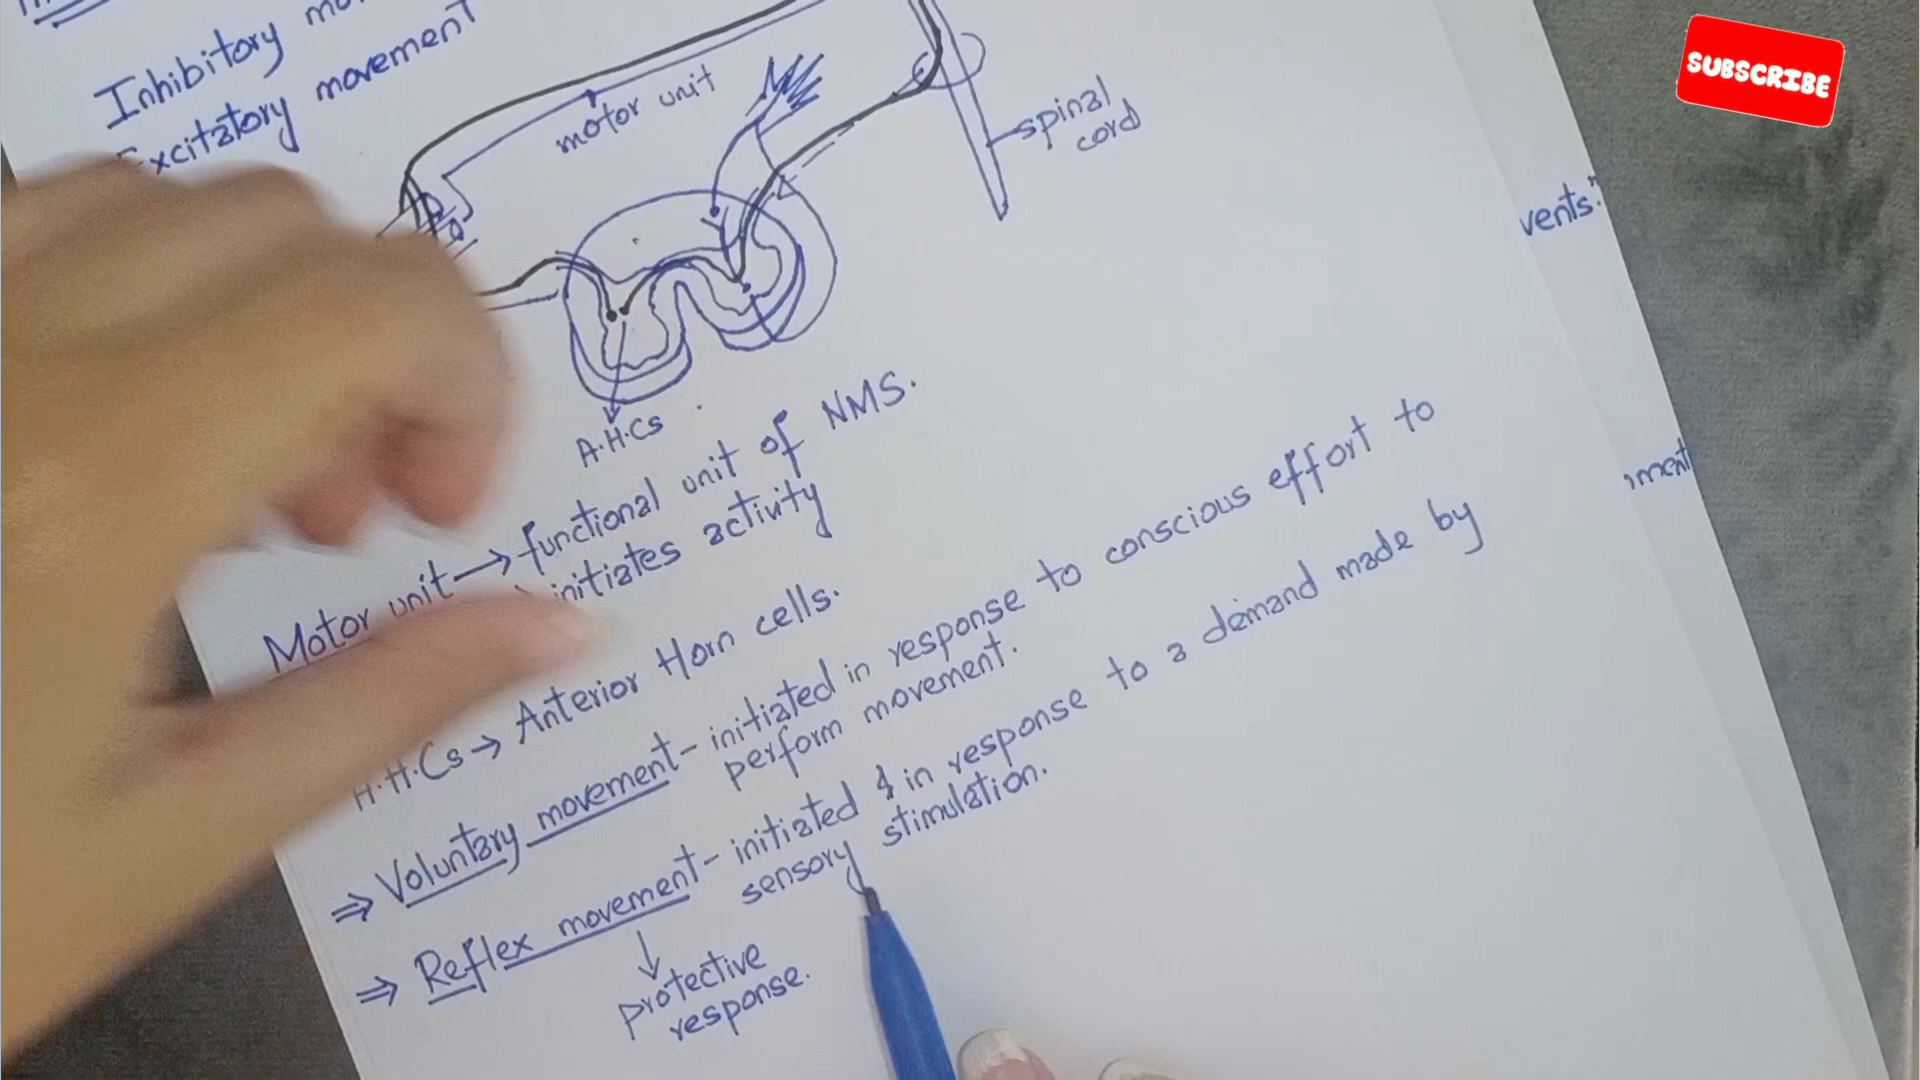 Inhibitory
Excitatory movement
motor unit
spinal
cord
SUBSCRIBE
vents."
A.H.Cs
Motor unit → functional unit of NMS.
initiates activity
A.H.Cs → Anterior Horn cells.
⇒ Voluntary movement - initiated in response to conscious effort to
perform movement.
⇒ Reflex movement - initiated & in response to a demand made by
sensory stimulation.
↓
protective
response.